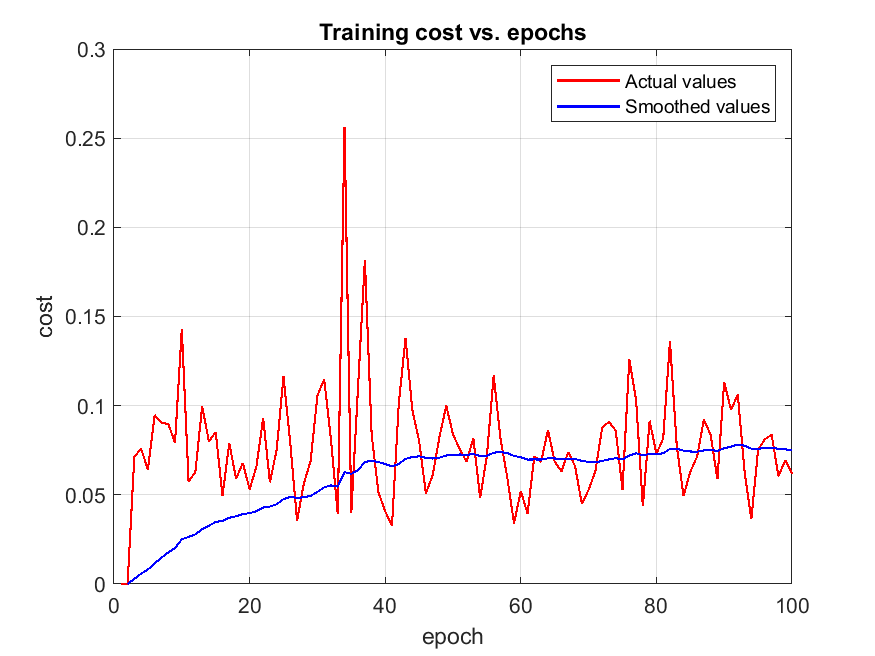 Training cost vs. epochs
Actual values
Smoothed values
0.3
0.25
0.2
0.15
0.1
0.05
0
0 20 40 60 80 100
cost
epoch